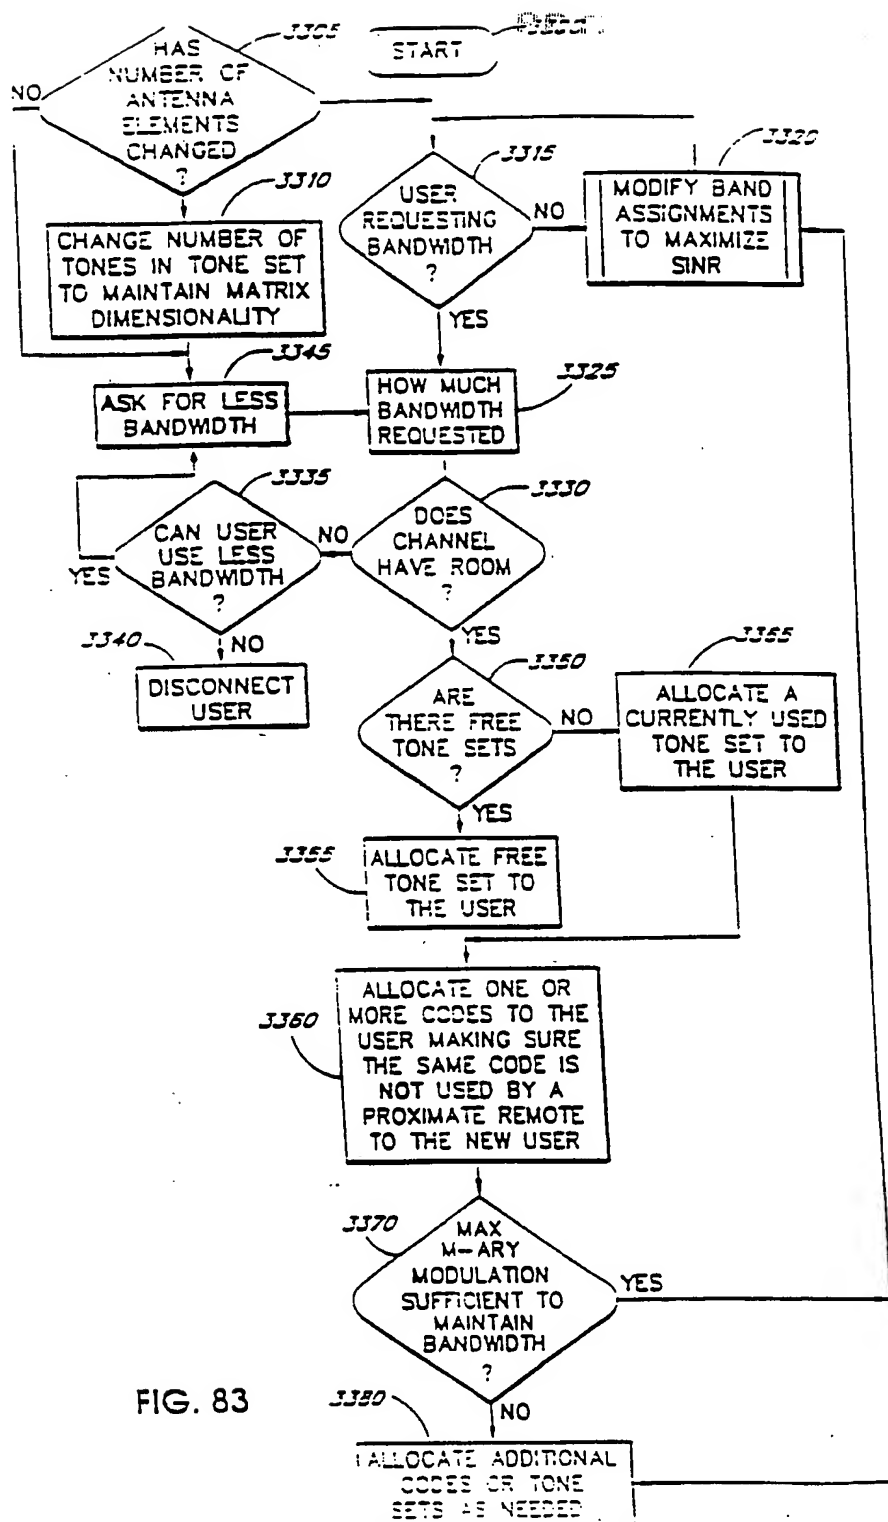 3305
HAS
NUMBER OF
ANTENNA
ELEMENTS
CHANGED
?
NO
START
3310
CHANGE NUMBER OF
TONES IN TONE SET
TO MAINTAIN MATRIX
DIMENSIONALITY
3315
USER
REQUESTING
BANDWIDTH
?
NO
YES
3320
MODIFY BAND
ASSIGNMENTS
TO MAXIMIZE
SINR
3345
ASK FOR LESS
BANDWIDTH
HOW MUCH
BANDWIDTH
REQUESTED
3325
3335
CAN USER
USE LESS
BANDWIDTH
?
YES
NO
NO
3330
DOES
CHANNEL
HAVE ROOM
?
YES
3340
DISCONNECT
USER
3350
ARE
THERE FREE
TONE SETS
?
NO
YES
3365
ALLOCATE A
CURRENTLY USED
TONE SET TO
THE USER
3355
ALLOCATE FREE
TONE SET TO
THE USER
3360
ALLOCATE ONE OR
MORE CODES TO THE
USER MAKING SURE
THE SAME CODE IS
NOT USED BY A
PROXIMATE REMOTE
TO THE NEW USER
3370
MAX
M-ARY
MODULATION
SUFFICIENT TO
MAINTAIN
BANDWIDTH
?
YES
NO
FIG. 83
3380
ALLOCATE ADDITIONAL
CODES OR TONE
SETS AS NEEDED